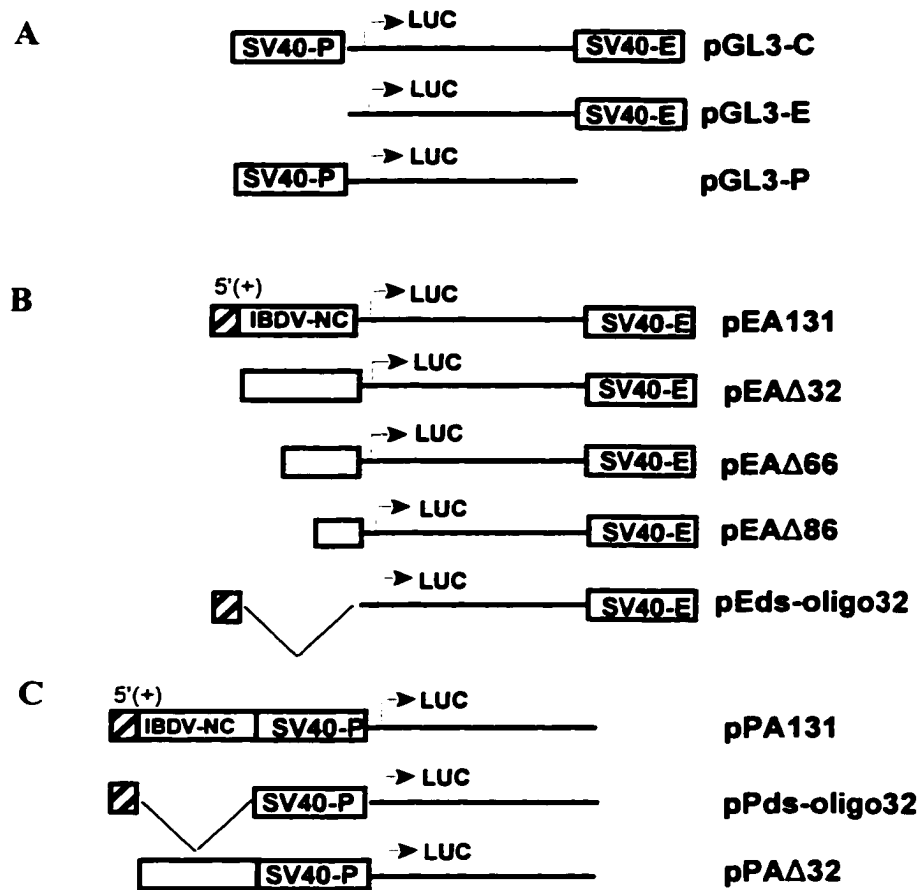 A
LUC
SV40-P SV40-E pGL3-C
LUC
SV40-E pGL3-E
LUC
SV40-P pGL3-P
B
5'(+)
LUC
IBDV-NC SV40-E pEA131
LUC
SV40-E pEAΔ32
LUC
SV40-E pEAΔ66
LUC
SV40-E pEAΔ86
LUC
SV40-E pEds-oligo32
C
5'(+)
LUC
IBDV-NC SV40-P pPA131
LUC
SV40-P pPds-oligo32
LUC
SV40-P pPAΔ32